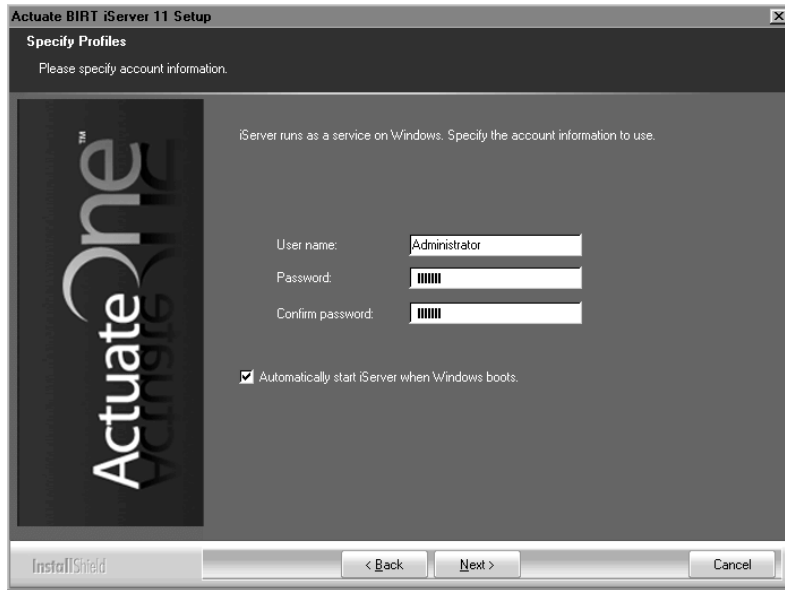 Actuate BIRT iServer 11 Setup
Specify Profiles
Please specify account information.
ActuateOne™
iServer runs as a service on Windows. Specify the account information to use.
User name: Administrator
Password:
Confirm password:
Automatically start iServer when Windows boots.
InstallShield
< Back Next > Cancel